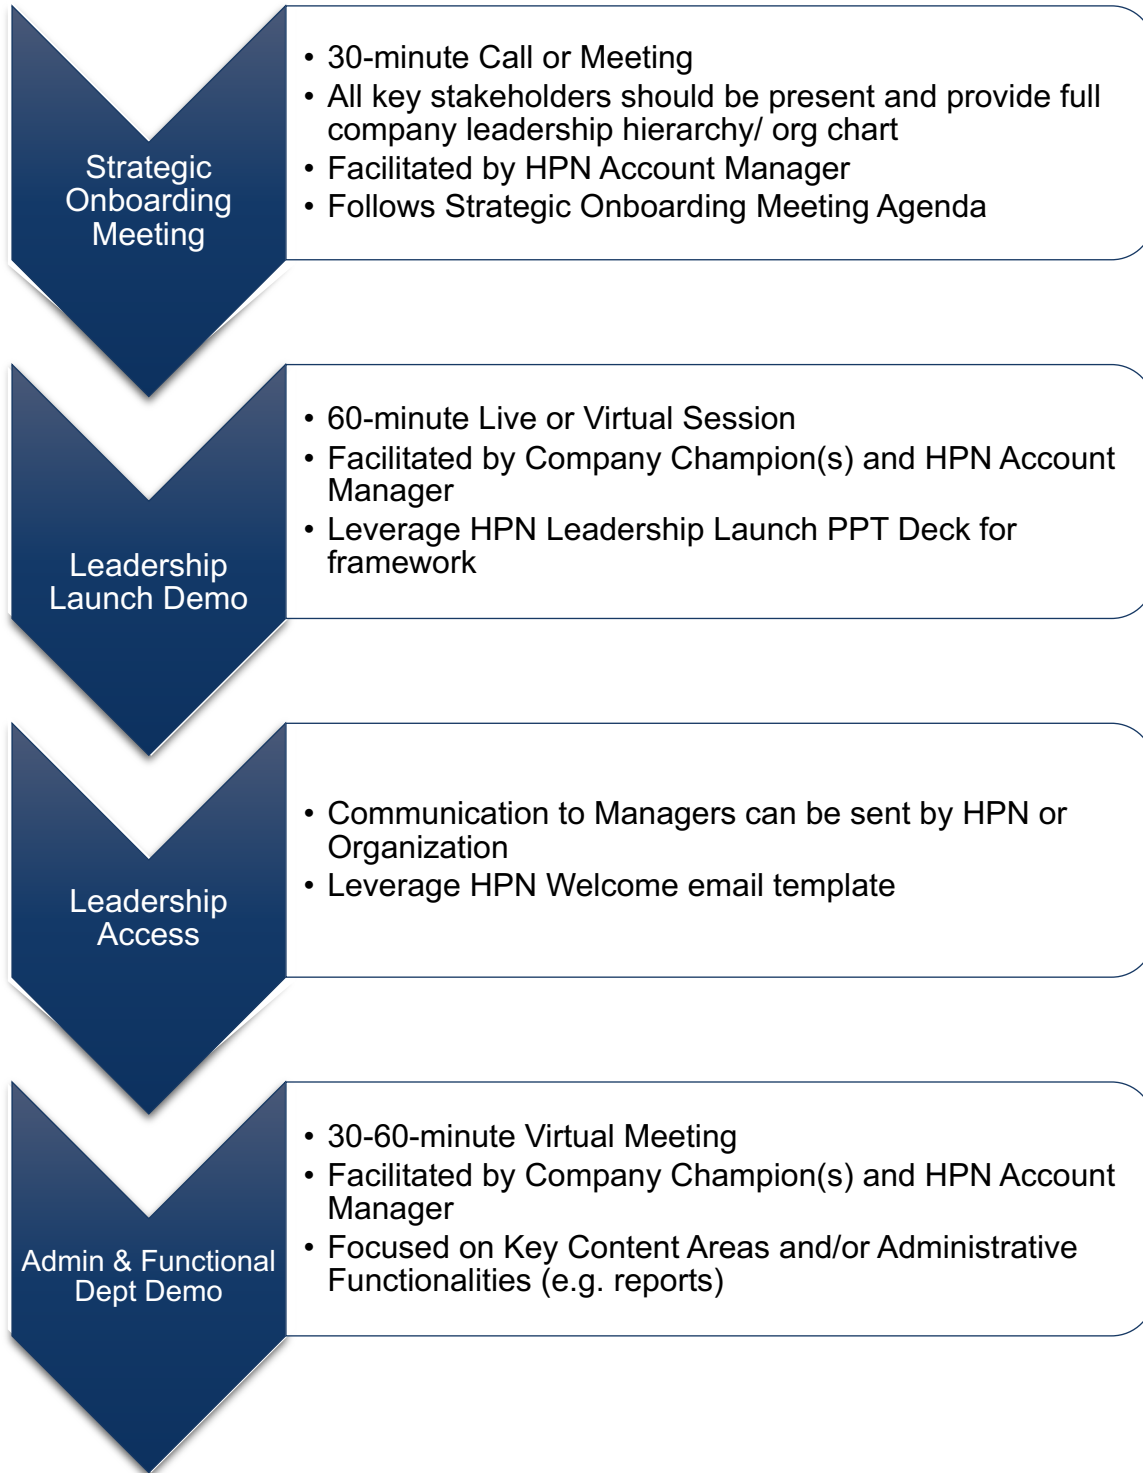 Strategic
Onboarding
Meeting
• 30-minute Call or Meeting
• All key stakeholders should be present and provide full
company leadership hierarchy/ org chart
• Facilitated by HPN Account Manager
• Follows Strategic Onboarding Meeting Agenda
Leadership
Launch Demo
• 60-minute Live or Virtual Session
• Facilitated by Company Champion(s) and HPN Account
Manager
• Leverage HPN Leadership Launch PPT Deck for
framework
Leadership
Access
• Communication to Managers can be sent by HPN or
Organization
• Leverage HPN Welcome email template
Admin & Functional
Dept Demo
• 30-60-minute Virtual Meeting
• Facilitated by Company Champion(s) and HPN Account
Manager
• Focused on Key Content Areas and/or Administrative
Functionalities (e.g. reports)